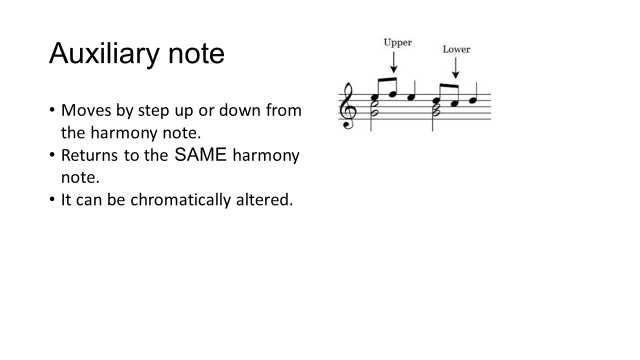 Auxiliary note
• Moves by step up or down from
the harmony note.
• Returns to the SAME harmony
note.
• It can be chromatically altered.
Upper
Lower